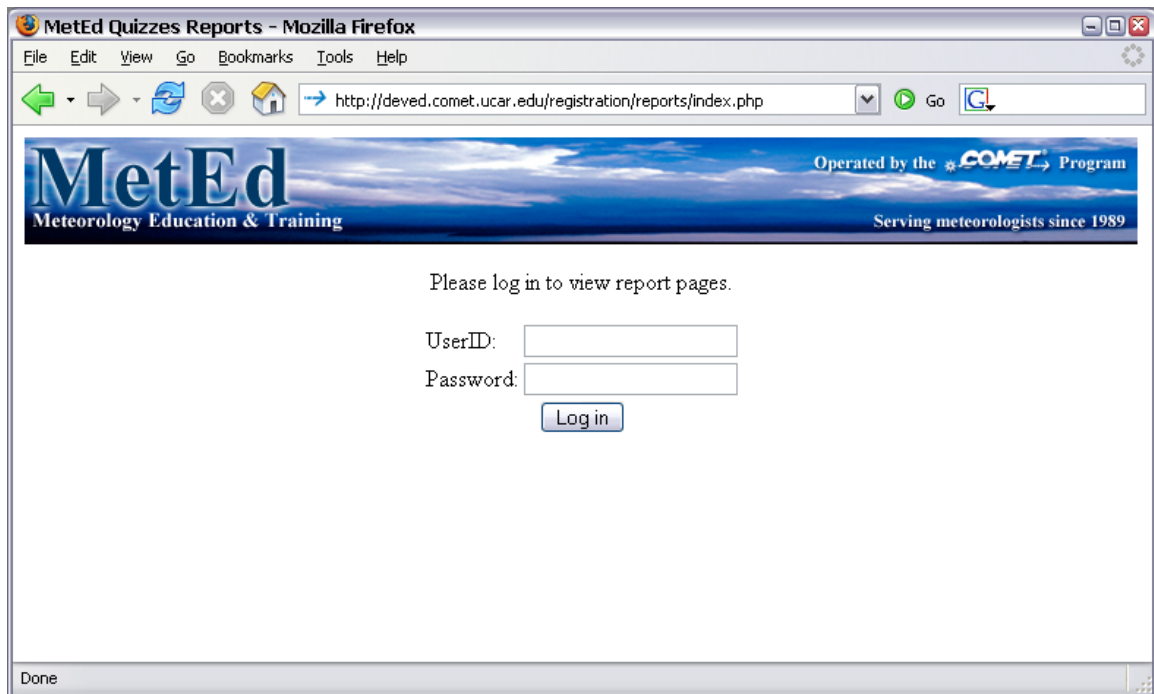 MetEd Quizzes Reports - Mozilla Firefox
File Edit View Go Bookmarks Tools Help
http://deved.comet.ucar.edu/registration/reports/index.php Go G
MetEd
Meteorology Education & Training
Operated by the COMET Program
Serving meteorologists since 1989
Please log in to view report pages.
UserID:
Password:
Log in
Done